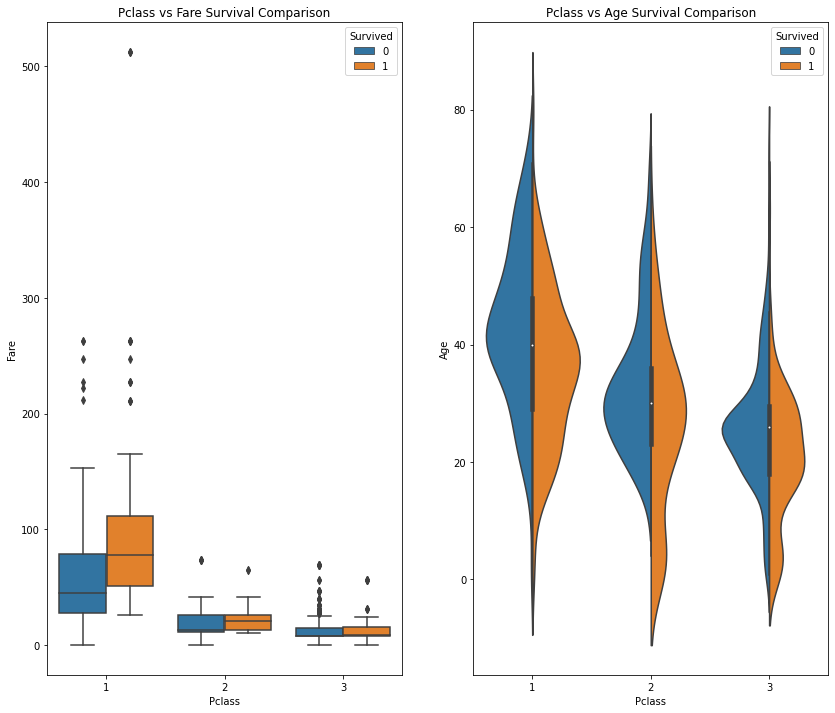 Pclass vs Fare Survival Comparison
Survived
0
1
500
400
300
200
100
0
Fare
1 2 3
Pclass
Pclass vs Age Survival Comparison
Survived
0
1
80
60
40
20
0
Age
1 2 3
Pclass